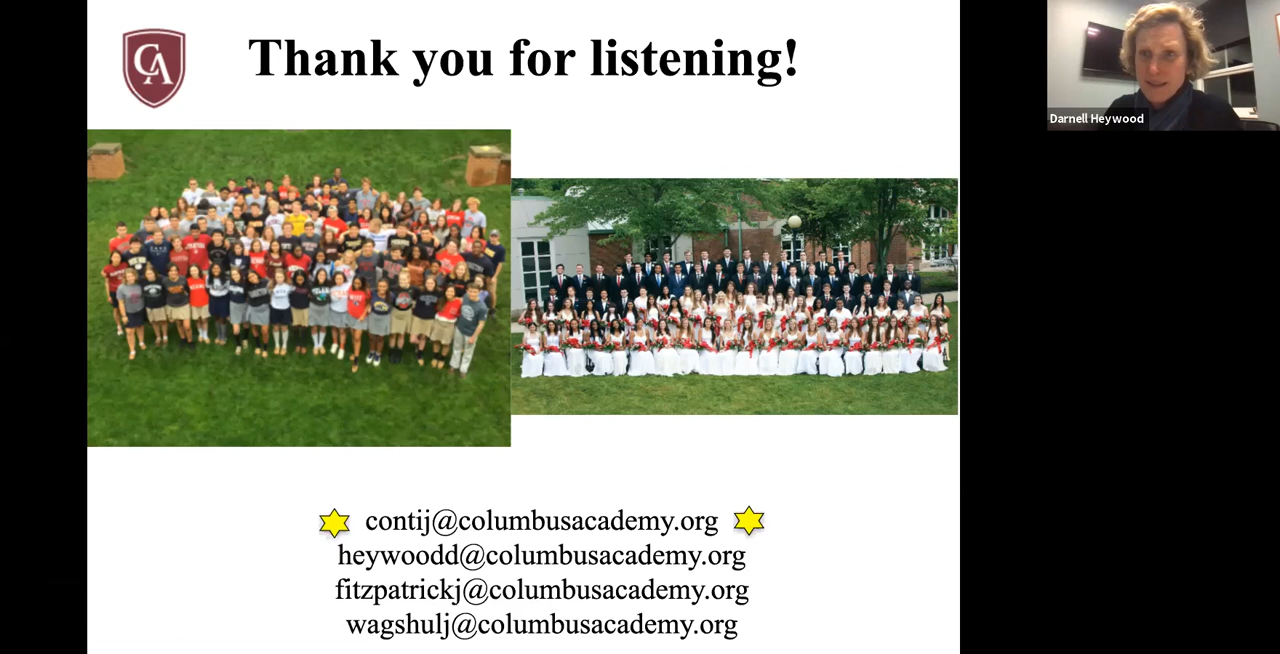 CA
Thank you for listening!
Darnell Heywood
contij@columbusacademy.org
heywoodd@columbusacademy.org
fitzpatrickj@columbusacademy.org
wagshulj@columbusacademy.org